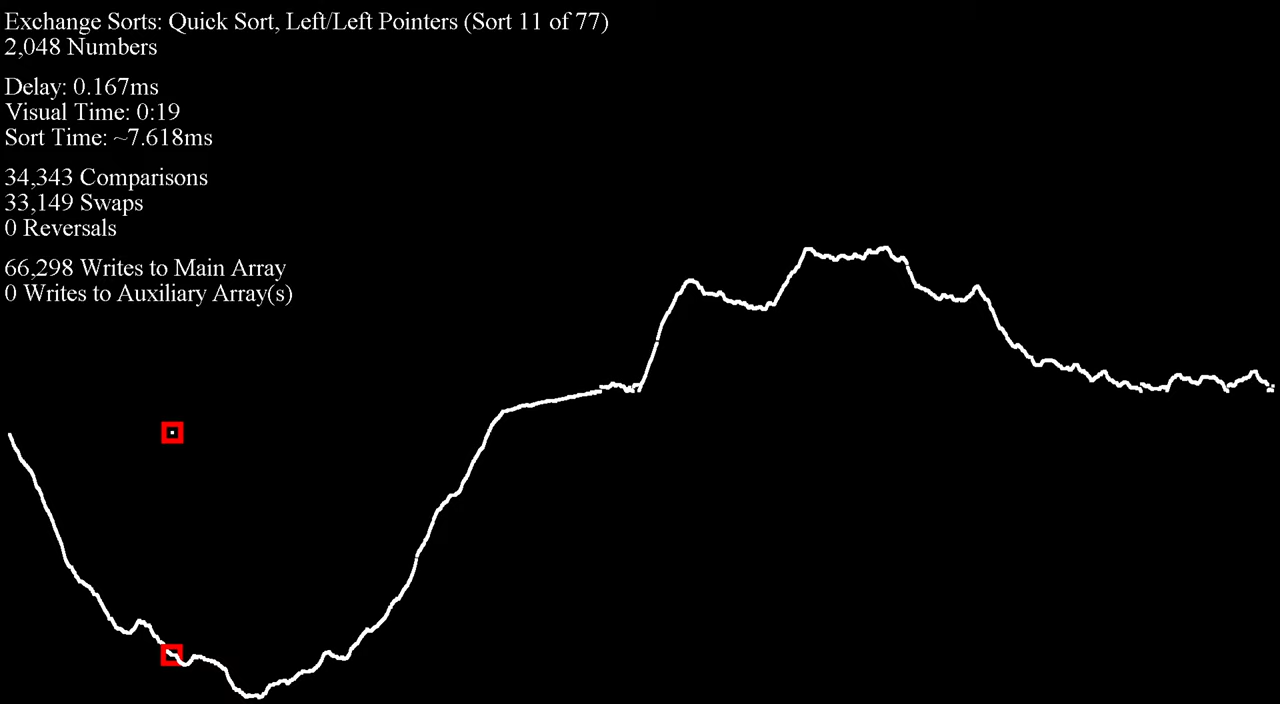 Exchange Sorts: Quick Sort, Left/Left Pointers (Sort 11 of 77)
2,048 Numbers
Delay: 0.167ms
Visual Time: 0:19
Sort Time: ~7.618ms
34,343 Comparisons
33,149 Swaps
0 Reversals
66,298 Writes to Main Array
0 Writes to Auxiliary Array(s)